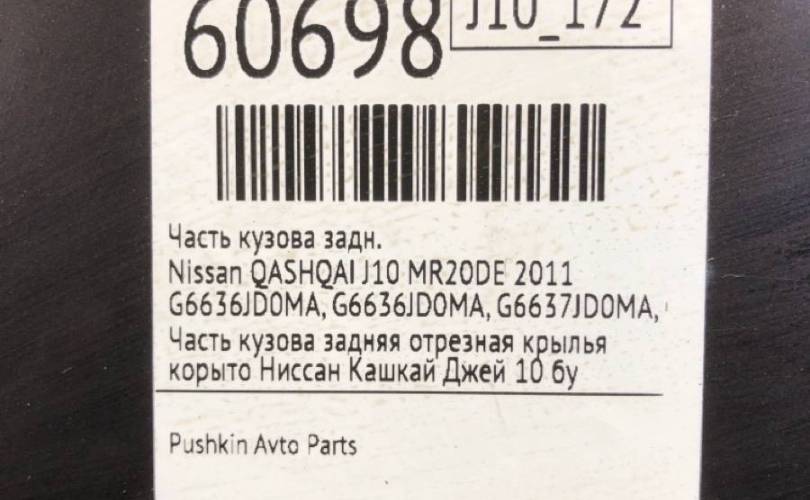 60698
J10_172
Часть кузова задн.
Nissan QASHQAI J10 MR20DE 2011
G6636JD0MA, G6636JD0MA, G6637JD0MA,
Часть кузова задняя отрезная крылья
корыто Ниссан Кашкай Джей 10 бу
Pushkin Avto Parts